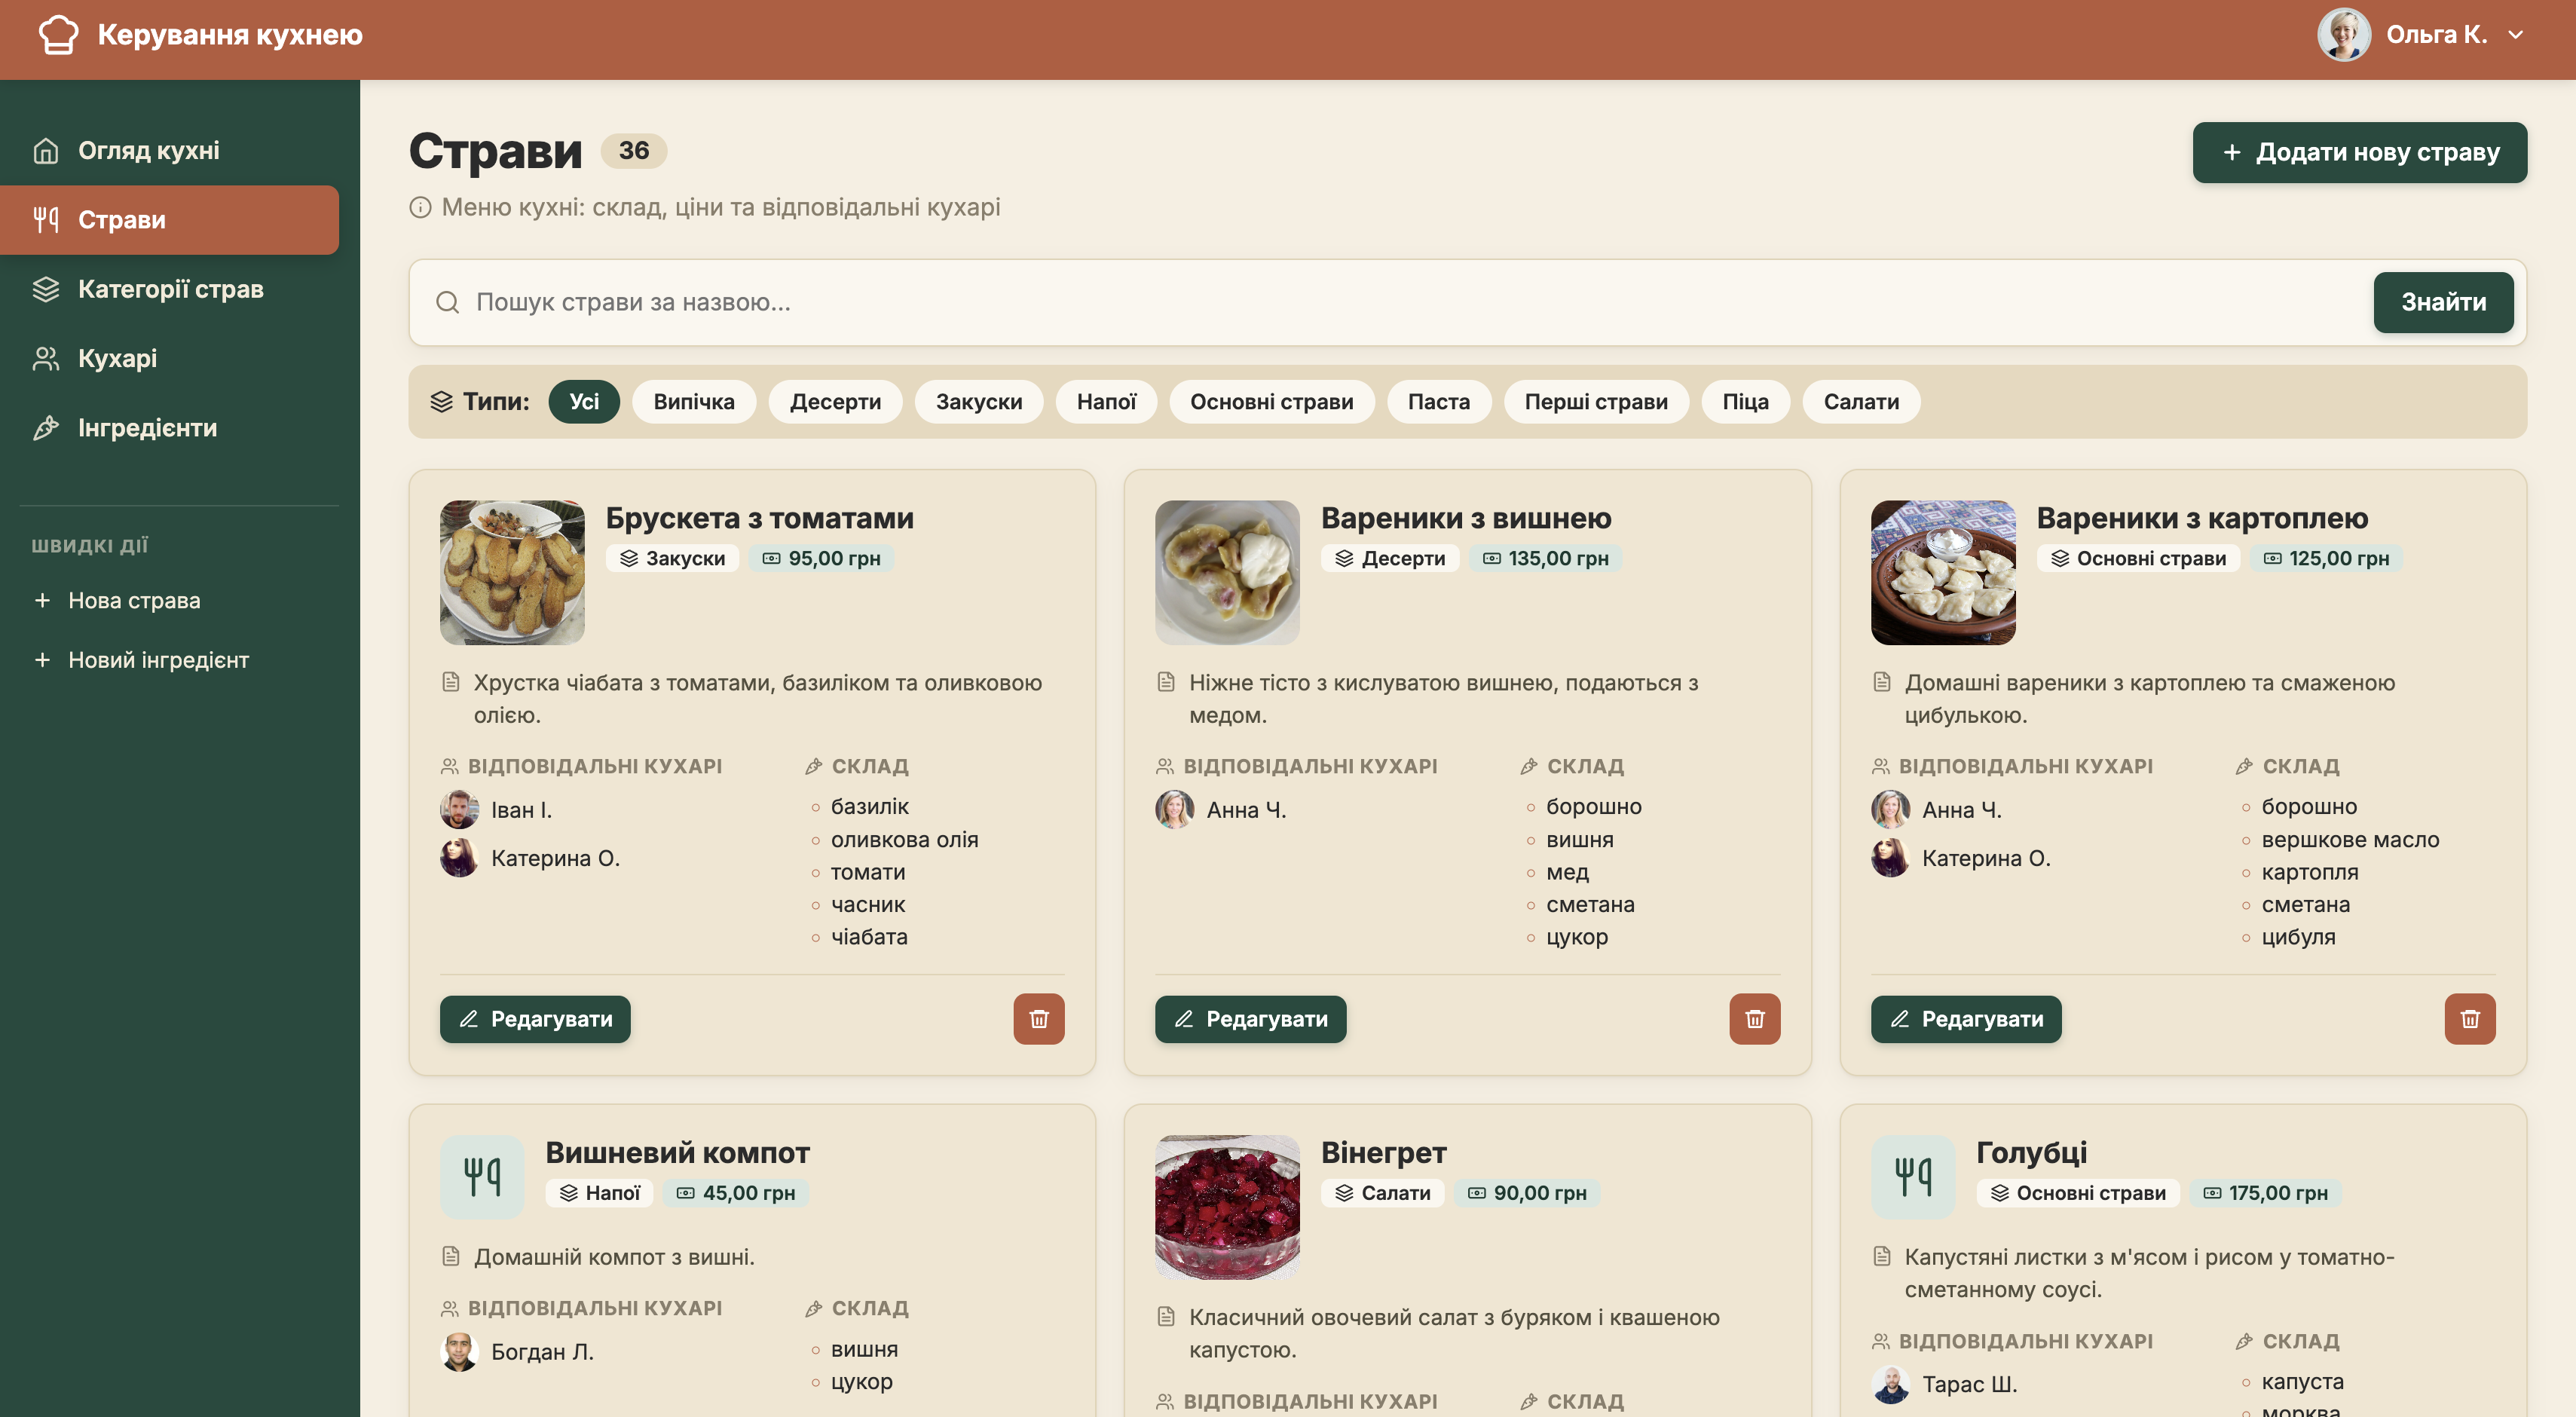 Керування кухнею
Ольга К.
Огляд кухні
Страви
Категорії страв
Кухарі
Інгредієнти
ШВИДКІ ДІЇ
+ Нова страва
+ Новий інгредієнт
Страви 36
+ Додати нову страву
Меню кухні: склад, ціни та відповідальні кухарі
Пошук страви за назвою...
Знайти
Типи: Усі Випічка Десерти Закуски Напої Основні страви Паста Перші страви Піца Салати
Брускета з томатами
Закуски 95,00 грн
Хрустка чіабата з томатами, базиліком та оливковою
олією.
ВІДПОВІДАЛЬНІ КУХАРІ
Іван І.
Катерина О.
СКЛАД
базилік
оливкова олія
томати
часник
чіабата
Редагувати
Вареники з вишнею
Десерти 135,00 грн
Ніжне тісто з кислуватою вишнею, подаються з
медом.
ВІДПОВІДАЛЬНІ КУХАРІ
Анна Ч.
СКЛАД
борошно
вишня
мед
сметана
цукор
Редагувати
Вареники з картоплею
Основні страви 125,00 грн
Домашні вареники з картоплею та смаженою
цибулькою.
ВІДПОВІДАЛЬНІ КУХАРІ
Анна Ч.
Катерина О.
СКЛАД
борошно
вершкове масло
картопля
сметана
цибуля
Редагувати
Вишневий компот
Напої 45,00 грн
Домашній компот з вишні.
ВІДПОВІДАЛЬНІ КУХАРІ
Богдан Л.
СКЛАД
вишня
цукор
Вінегрет
Салати 90,00 грн
Класичний овочевий салат з буряком і квашеною
капустою.
ВІДПОВІДАЛЬНІ КУХАРІ
СКЛАД
Голубці
Основні страви 175,00 грн
Капустяні листки з м'ясом і рисом у томатно-
сметанному соусі.
ВІДПОВІДАЛЬНІ КУХАРІ
Тарас Ш.
СКЛАД
капуста
морква